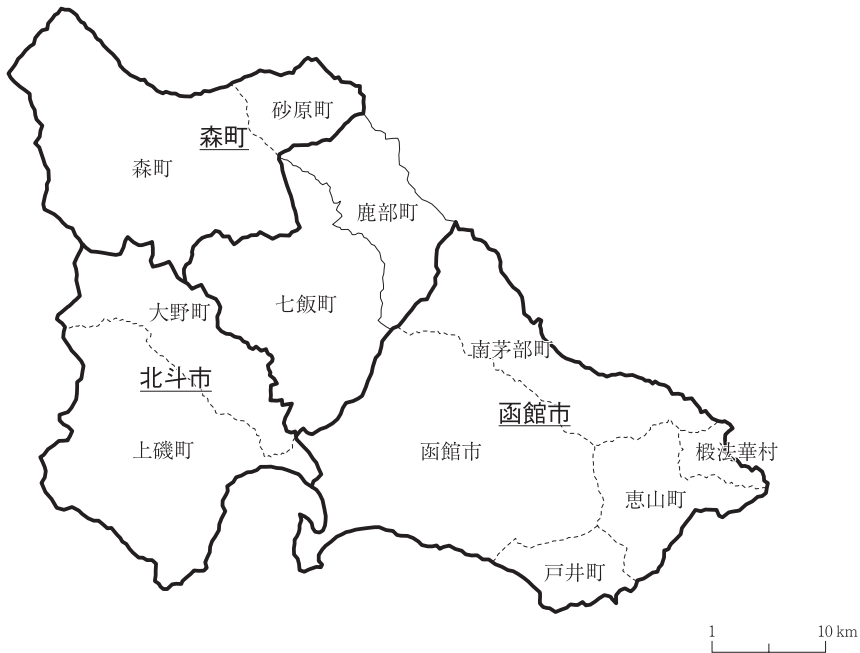 砂原町
森町
森町
鹿部町
七飯町
大野町
南茅部町
北斗市
函館市
上磯町
函館市
椴法華村
恵山町
戸井町
1
10 km